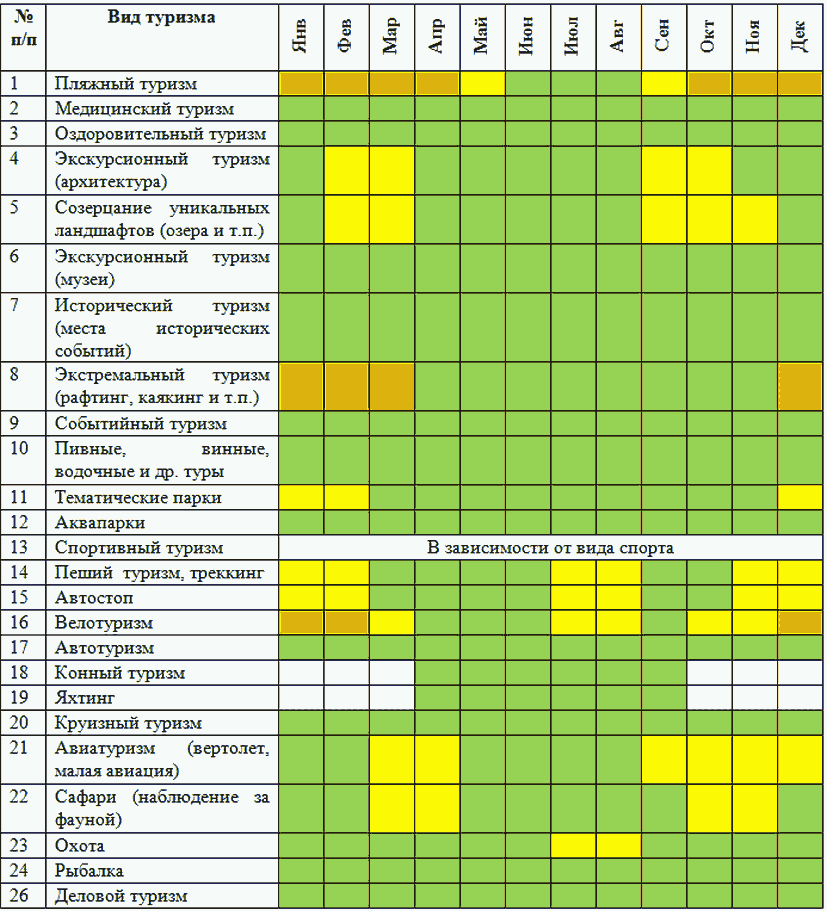 № п/п Вид туризма Янв Фев Мар Апр Май Июн Июл Авг Сен Окт Ноя Дек
1 Пляжный туризм
2 Медицинский туризм
3 Оздоровительный туризм
4 Экскурсионный туризм
(архитектура)
5 Созерцание уникальных
ландшафтов (озера и т.п.)
6 Экскурсионный туризм
(музеи)
7 Исторический туризм
(места исторических
событий)
8 Экстремальный туризм
(рафтинг, каякинг и т.п.)
9 Событийный туризм
10 Пивные, винные,
водочные и др. туры
11 Тематические парки
12 Аквапарки
13 Спортивный туризм В зависимости от вида спорта
14 Пеший туризм, треккинг
15 Автостоп
16 Велотуризм
17 Автотуризм
18 Конный туризм
19 Яхтинг
20 Круизный туризм
21 Авиатуризм (вертолет,
малая авиация)
22 Сафари (наблюдение за
фауной)
23 Охота
24 Рыбалка
26 Деловой туризм